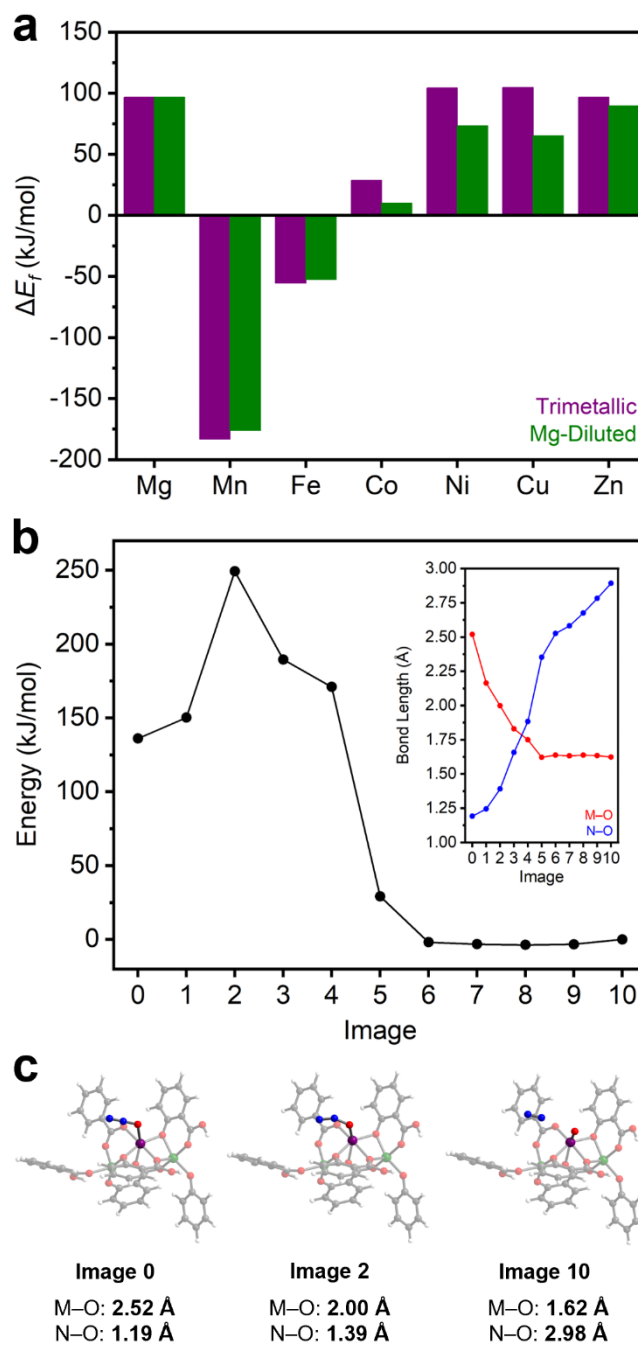 a
150
100
50
0
-50
-100
-150
-200
ΔE_f (kJ/mol)
Trimetallic
Mg-Diluted
Mg Mn Fe Co Ni Cu Zn
b
250
200
150
100
50
0
Energy (kJ/mol)
0 1 2 3 4 5 6 7 8 9 10
Image
3.00
2.75
2.50
2.25
2.00
1.75
1.50
1.25
1.00
Bond Length (Å)
M–O
N–O
0 1 2 3 4 5 6 7 8 9 10
Image
c
Image 0 Image 2 Image 10
M–O: 2.52 Å M–O: 2.00 Å M–O: 1.62 Å
N–O: 1.19 Å N–O: 1.39 Å N–O: 2.98 Å